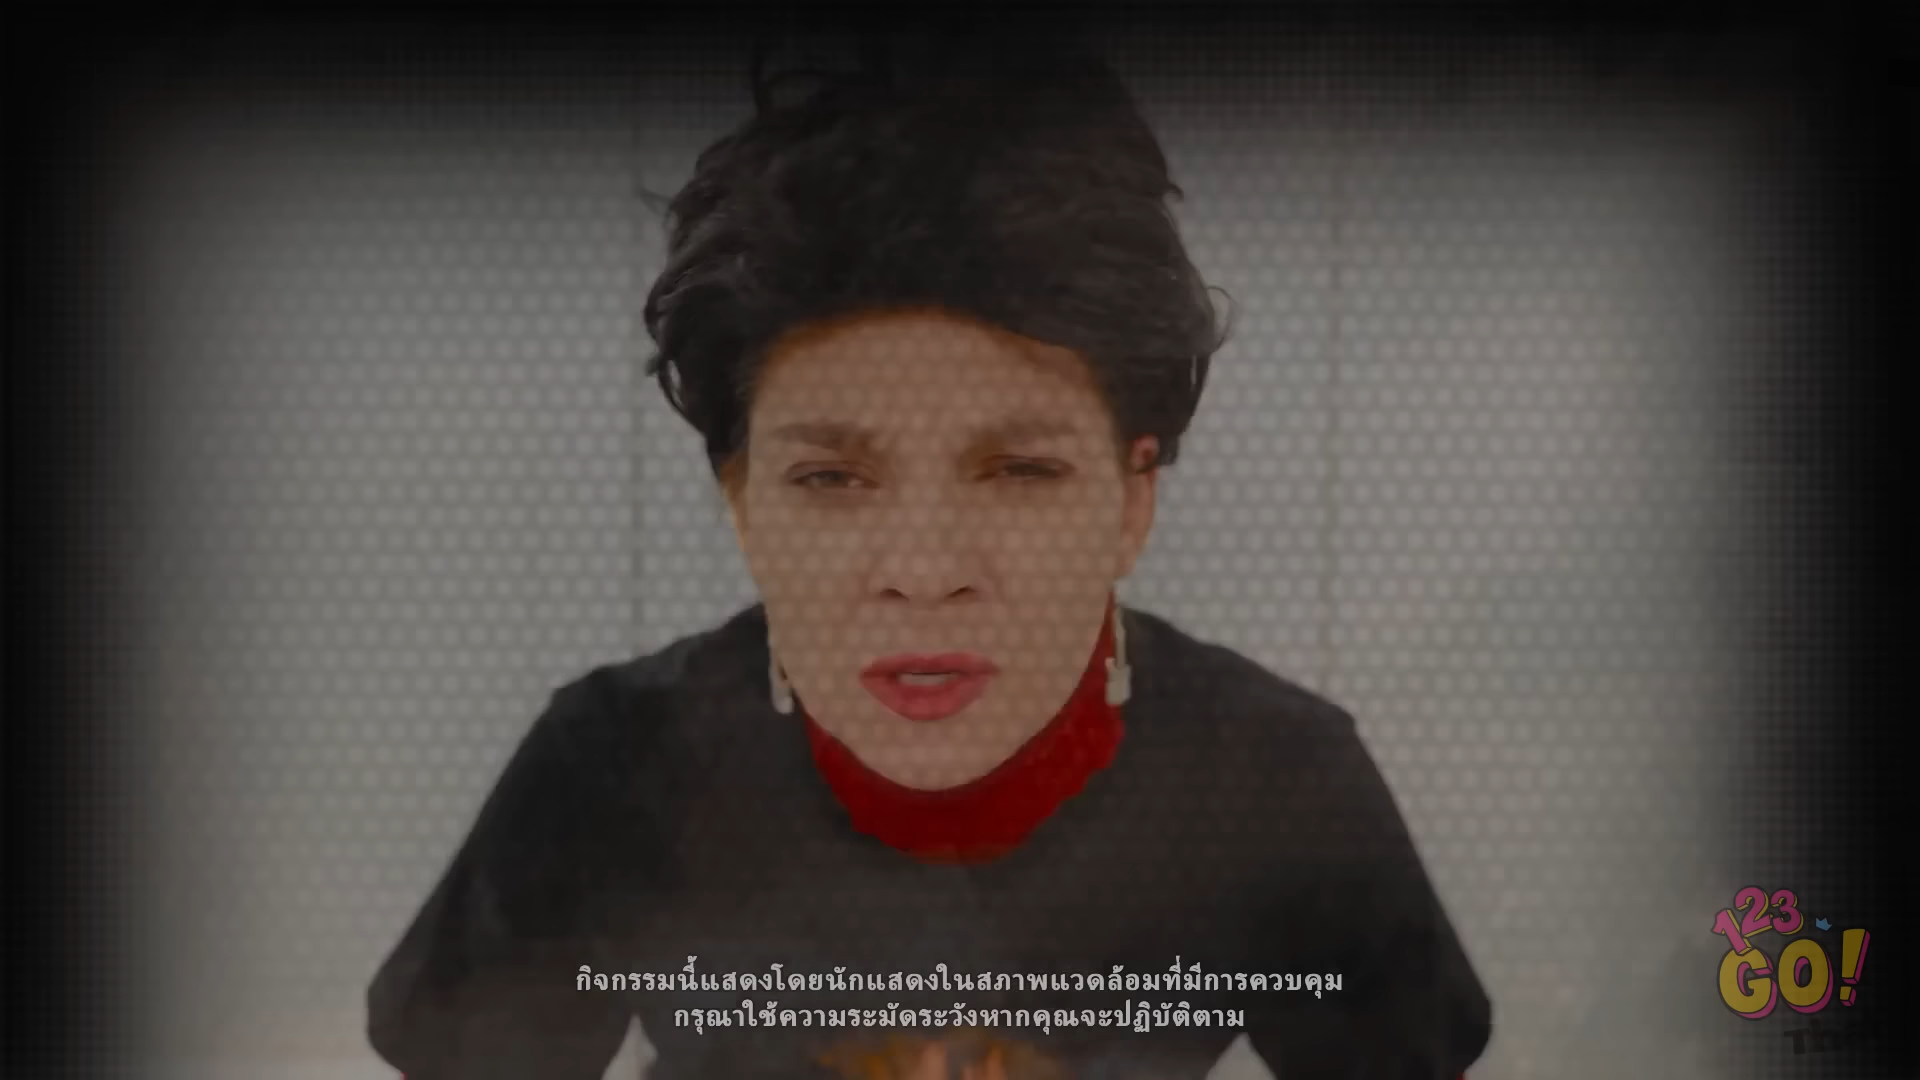 กิจกรรมนี้แสดงโดยนักแสดงในสภาพแวดล้อมที่มีการควบคุม
กรุณาใช้ความระมัดระวังหากคุณจะปฏิบัติตาม
123
GO!